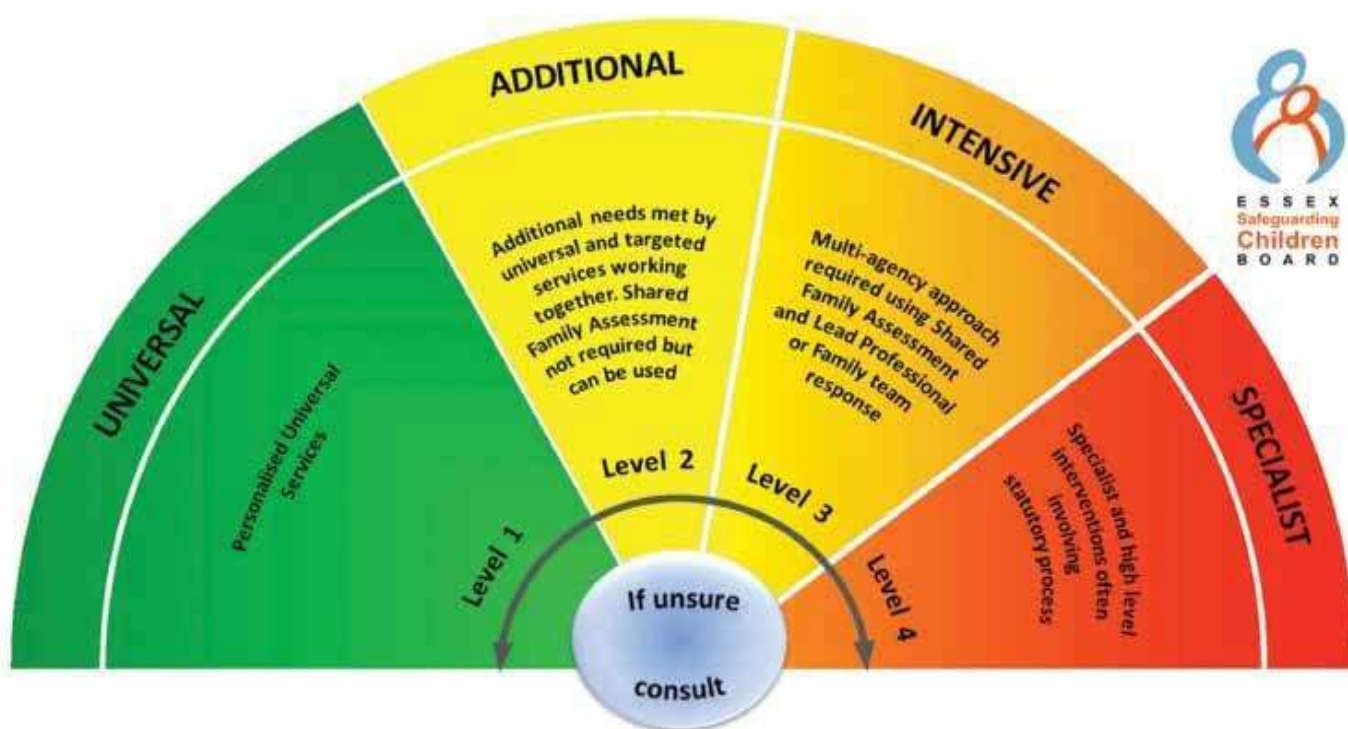 UNIVERSAL
Personalised Universal
Services
Level 1
ADDITIONAL
Additional needs met by
universal and targeted
services working
together. Shared
Family Assessment
not required but
can be used
Level 2
INTENSIVE
Multi-agency approach
required using Shared
Family Assessment
and Lead Professional
or Family team
response
Level 3
SPECIALIST
Specialist and high level
interventions often
involving
statutory process
Level 4
If unsure
consult
ESSEX
Safeguarding
Children
BOARD